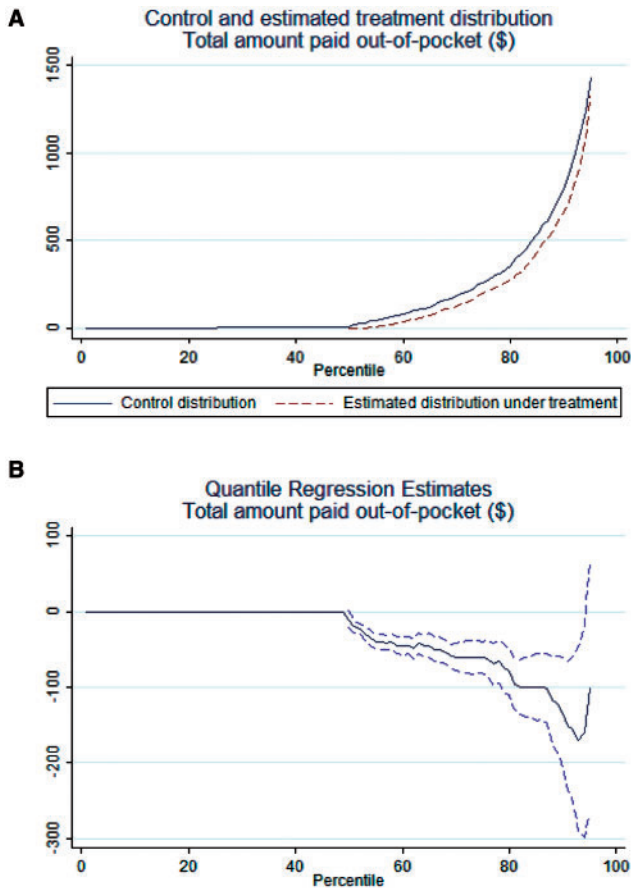 A
Control and estimated treatment distribution
Total amount paid out-of-pocket ($)
1500
1000
500
0
0 20 40 60 80 100
Percentile
Control distribution Estimated distribution under treatment
B
Quantile Regression Estimates
Total amount paid out-of-pocket ($)
100
0
-100
-200
-300
0 20 40 60 80 100
Percentile